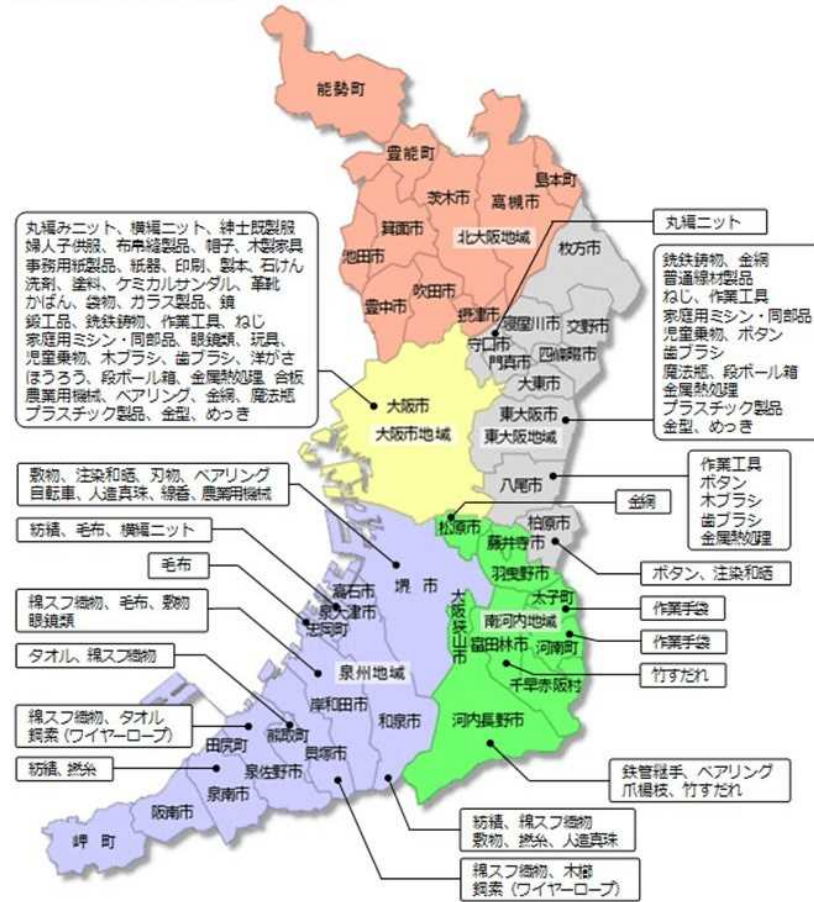 能勢町
豊能町
茨木市
高槻市
島本町
箕面市
池田市
北大阪地域
吹田市
豊中市
摂津市
丸編ニット
枚方市
丸編みニット、横編ニット、紳士既製服
婦人子供服、布帛縫製品、帽子、木製家具
事務用紙製品、紙器、印刷、製本、石けん
洗剤、塗料、ケミカルサンダル、革靴
かばん、袋物、ガラス製品、鏡
鍛工品、銑鉄鋳物、作業工具、ねじ
家庭用ミシン・同部品、眼鏡類、玩具、
児童乗物、木ブラシ、歯ブラシ、洋がさ
ほうろう、段ボール箱、金属熱処理、合板
農業用機械、ベアリング、金網、魔法瓶
プラスチック製品、金型、めっき
銑鉄鋳物、金網
普通線材製品
ねじ、作業工具
家庭用ミシン・同部品
児童乗物、ボタン
歯ブラシ
魔法瓶、段ボール箱
金属熱処理
プラスチック製品
金型、めっき
寝屋川市
交野市
守口市
門真市
四條畷市
大東市
大阪市
大阪市地域
東大阪市
東大阪地域
八尾市
作業工具
ボタン
木ブラシ
歯ブラシ
金属熱処理
敷物、注染和晒、刃物、ベアリング
自転車、人造真珠、線香、農業用機械
金網
松原市
藤井寺市
柏原市
紡績、毛布、横編ニット
羽曳野市
ボタン、注染和晒
毛布
高石市
堺 市
大阪狭山市
太子町
作業手袋
泉大津市
忠岡町
綿スフ織物、毛布、敷物
眼鏡類
南河内地域
富田林市
河南町
作業手袋
タオル、綿スフ織物
泉州地域
竹すだれ
千早赤阪村
岸和田市
和泉市
河内長野市
綿スフ織物、タオル
鋼索（ワイヤーロープ）
熊取町
田尻町
貝塚市
紡績、撚糸
泉佐野市
泉南市
鉄管継手、ベアリング
爪楊枝、竹すだれ
阪南市
岬 町
紡績、綿スフ織物
敷物、撚糸、人造真珠
綿スフ織物、木櫛
鋼索（ワイヤーロープ）